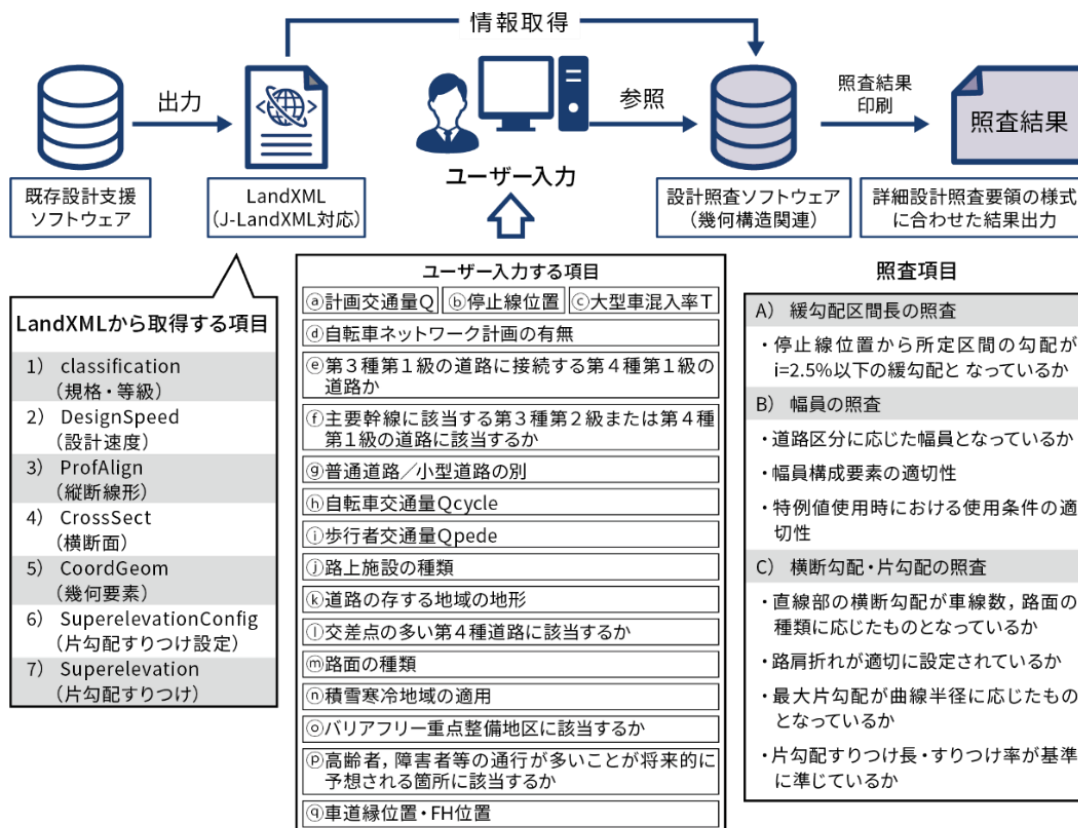 情報取得
出力
参照
照査結果
印刷
照査結果
既存設計支援
ソフトウェア
LandXML
(J-LandXML対応)
ユーザー入力
設計照査ソフトウェア
(幾何構造関連)
詳細設計照査要領の様式
に合わせた結果出力
LandXMLから取得する項目
1) classification
(規格・等級)
2) DesignSpeed
(設計速度)
3) ProfAlign
(縦断線形)
4) CrossSect
(横断面)
5) CoordGeom
(幾何要素)
6) SuperelevationConfig
(片勾配すりつけ設定)
7) Superelevation
(片勾配すりつけ)
ユーザー入力する項目
ⓐ計画交通量Q ⓑ停止線位置 ⓒ大型車混入率T
ⓓ自転車ネットワーク計画の有無
ⓔ第3種第1級の道路に接続する第4種第1級の
道路か
ⓕ主要幹線に該当する第3種第2級または第4種
第1級の道路に該当するか
ⓖ普通道路/小型道路の別
ⓗ自転車交通量Qcycle
ⓘ歩行者交通量Qpede
ⓙ路上施設の種類
ⓚ道路の存する地域の地形
ⓛ交差点の多い第4種道路に該当するか
ⓜ路面の種類
ⓝ積雪寒冷地域の適用
ⓞバリアフリー重点整備地区に該当するか
ⓟ高齢者，障害者等の通行が多いことが将来的に
予想される箇所に該当するか
ⓠ車道縁位置・FH位置
照査項目
A) 緩勾配区間長の照査
・停止線位置から所定区間の勾配が
i=2.5%以下の緩勾配と なっているか
B) 幅員の照査
・道路区分に応じた幅員となっているか
・幅員構成要素の適切性
・特例値使用時における使用条件の適
切性
C) 横断勾配・片勾配の照査
・直線部の横断勾配が車線数，路面の
種類に応じたものとなっているか
・路肩折れが適切に設定されているか
・最大片勾配が曲線半径に応じたもの
となっているか
・片勾配すりつけ長・すりつけ率が基準
に準じているか